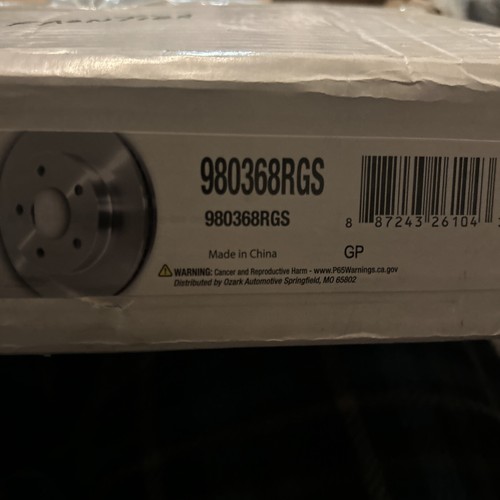 980368RGS
980368RGS
8 87243 26104
Made in China
GP
WARNING: Cancer and Reproductive Harm - www.P65Warnings.ca.gov
Distributed by Ozark Automotive Springfield, MO 65802